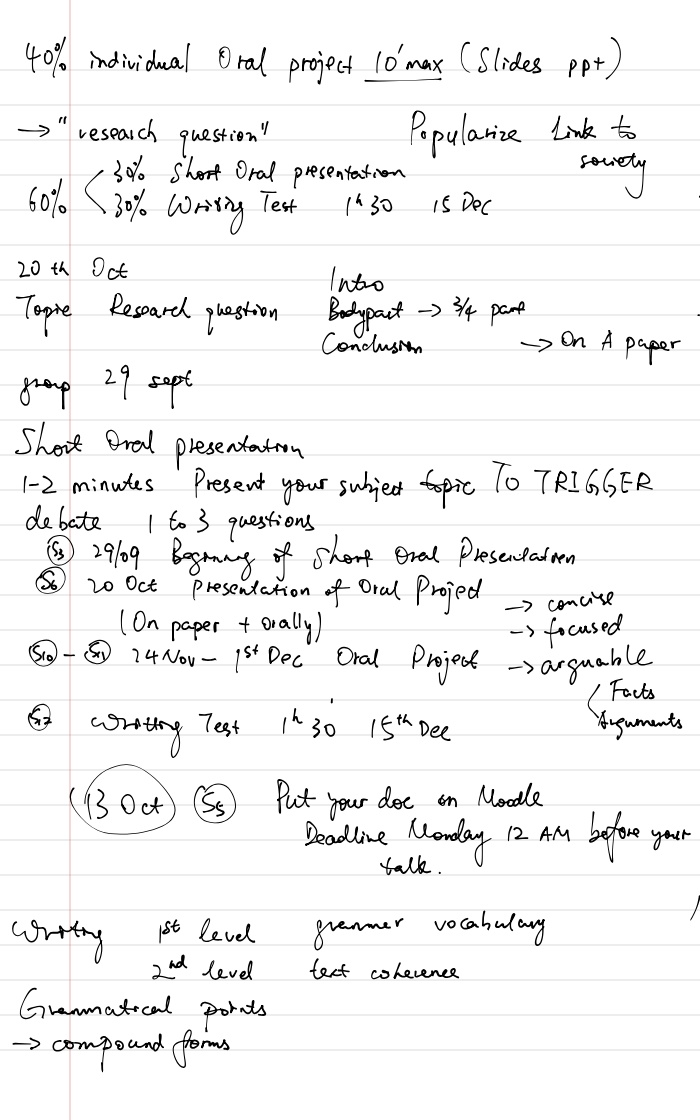 40% individual Oral project 10' max (Slides ppt)
→ "research question" Popularize Link to society
60% < 30% Short Oral presentation
30% Writing Test 1h30 15 Dec
20 th Oct
Topic Research question
Intro
Bodypart → 3/4 part
Conclusion → On A paper
group 29 sept
Short Oral presentation
1-2 minutes Present your subject topic TO TRIGGER
debate 1 to 3 questions
S3 29/09 Beginning of Short Oral Presentation
S6 20 Oct presentation of Oral Project
(On paper + orally)
→ concise
→ focused
→ arguable
< Facts
Arguments
S10 - S11 24 Nov - 1st Dec Oral Project
Writting Test 1h 30' 15th Dec
13 Oct S5 Put your doc on Moodle
Deadline Monday 12 AM before your
talk.
Writing 1st level grammer vocabulary
2nd level text coherence
Grammatical points
→ compound forms